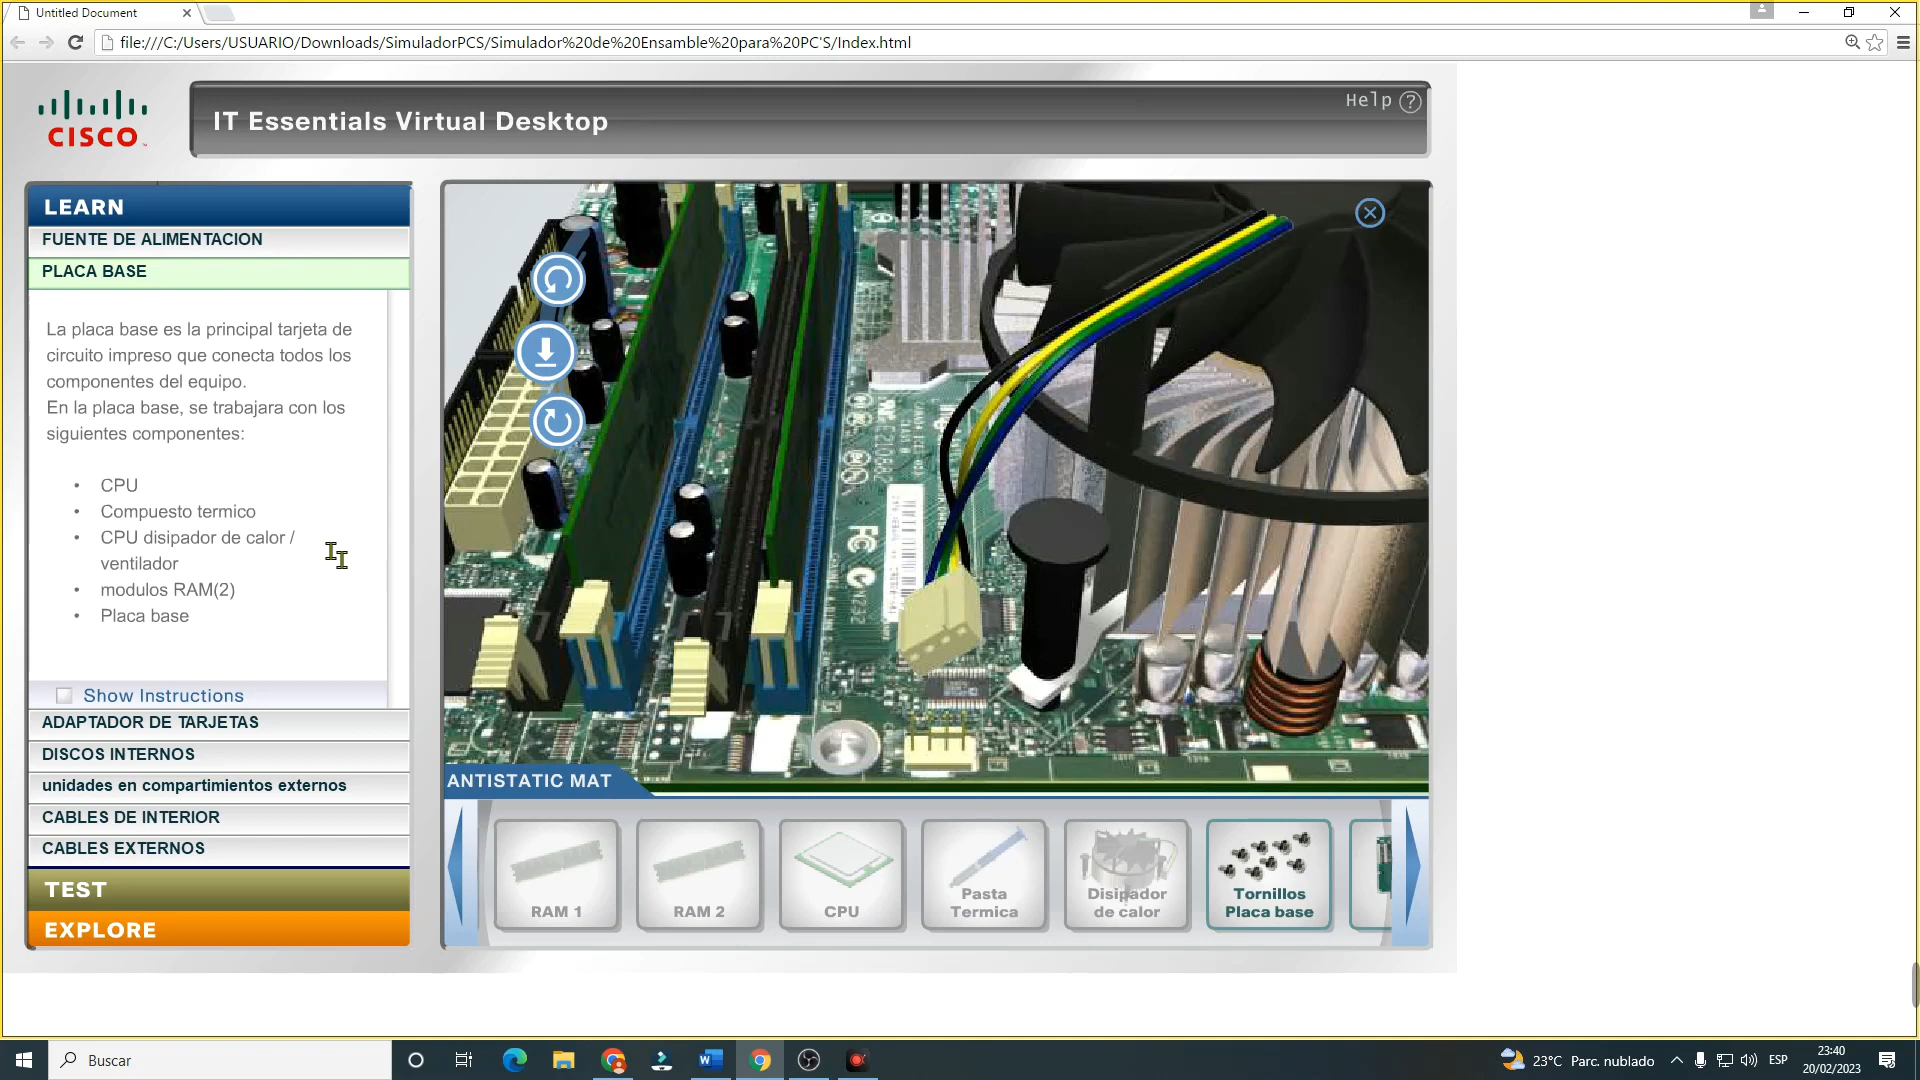 Untitled Document
file:///C:/Users/USUARIO/Downloads/SimuladorPCS/Simulador%20de%20Ensamble%20para%20PC'S/Index.html
CISCO
IT Essentials Virtual Desktop
Help ?
LEARN
FUENTE DE ALIMENTACION
PLACA BASE
La placa base es la principal tarjeta de
circuito impreso que conecta todos los
componentes del equipo.
En la placa base, se trabajara con los
siguientes componentes:
• CPU
• Compuesto termico
• CPU disipador de calor /
ventilador
• modulos RAM(2)
• Placa base
Show Instructions
ADAPTADOR DE TARJETAS
DISCOS INTERNOS
unidades en compartimientos externos
CABLES DE INTERIOR
CABLES EXTERNOS
TEST
EXPLORE
FC
ANTISTATIC MAT
RAM 1
RAM 2
CPU
Pasta
Termica
Disipador
de calor
Tornillos
Placa base
Buscar
23°C Parc. nublado
ESP
23:40
20/02/2023